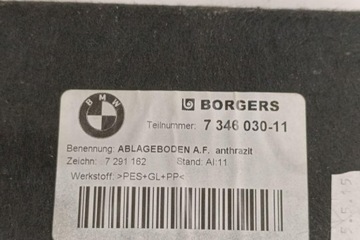 BMW
BORGERS
Teilnummer: 7 346 030-11
Benennung: ABLAGEBODEN A.F. anthrazit
Zeichn: 7 291 162 Stand: AI:11
Werkstoff: >PES+GL+PP<